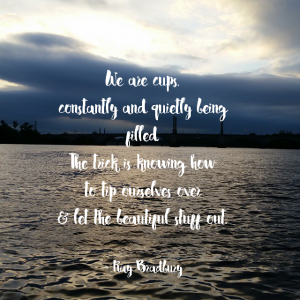 We are cups,
constantly and quietly being
filled.
The trick is knowing how
to tip ourselves over
& let the beautiful stuff out.
- Ray Bradbury